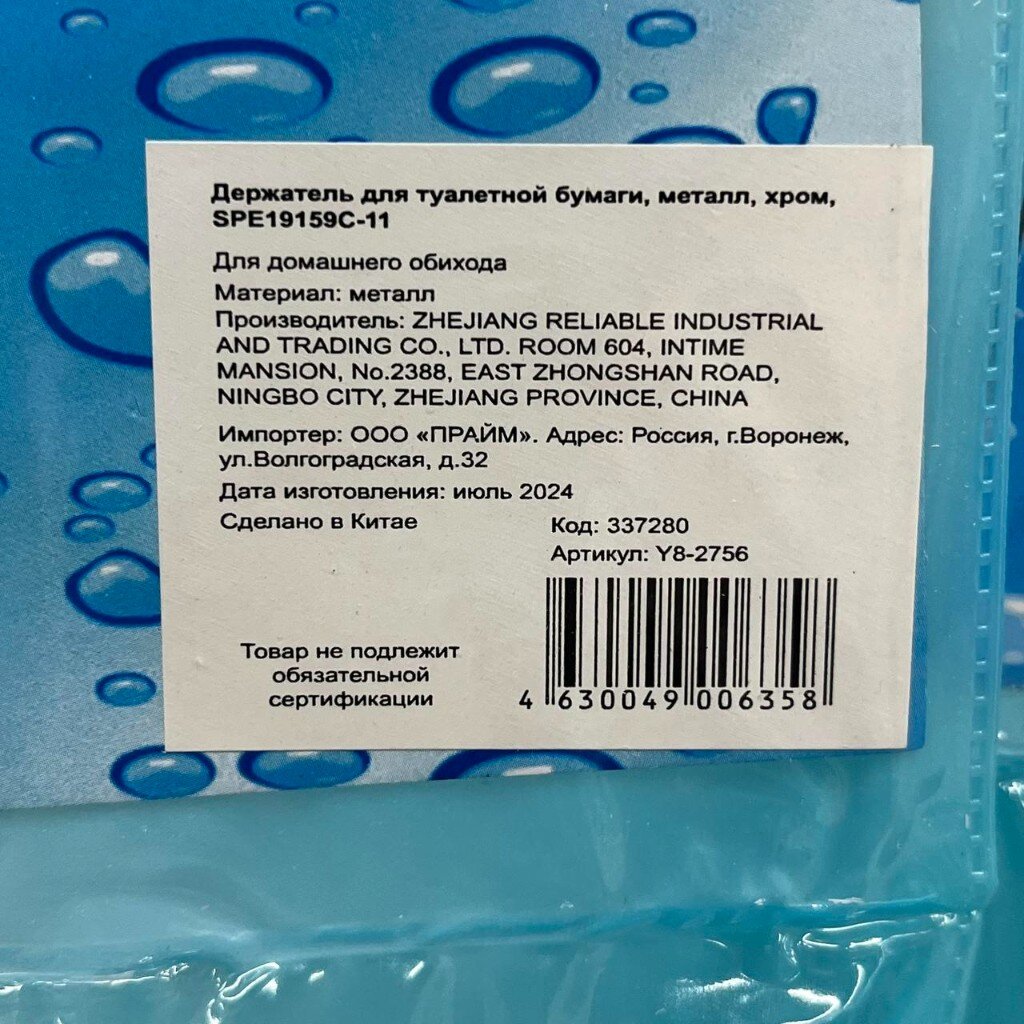 Держатель для туалетной бумаги, металл, хром,
SPE19159C-11
Для домашнего обихода
Материал: металл
Производитель: ZHEJIANG RELIABLE INDUSTRIAL
AND TRADING CO., LTD. ROOM 604, INTIME
MANSION, No.2388, EAST ZHONGSHAN ROAD,
NINGBO CITY, ZHEJIANG PROVINCE, CHINA
Импортер: ООО «ПРАЙМ». Адрес: Россия, г.Воронеж,
ул.Волгоградская, д.32
Дата изготовления: июль 2024
Сделано в Китае
Код: 337280
Артикул: Y8-2756
Товар не подлежит
обязательной
сертификации
4 630049 006358